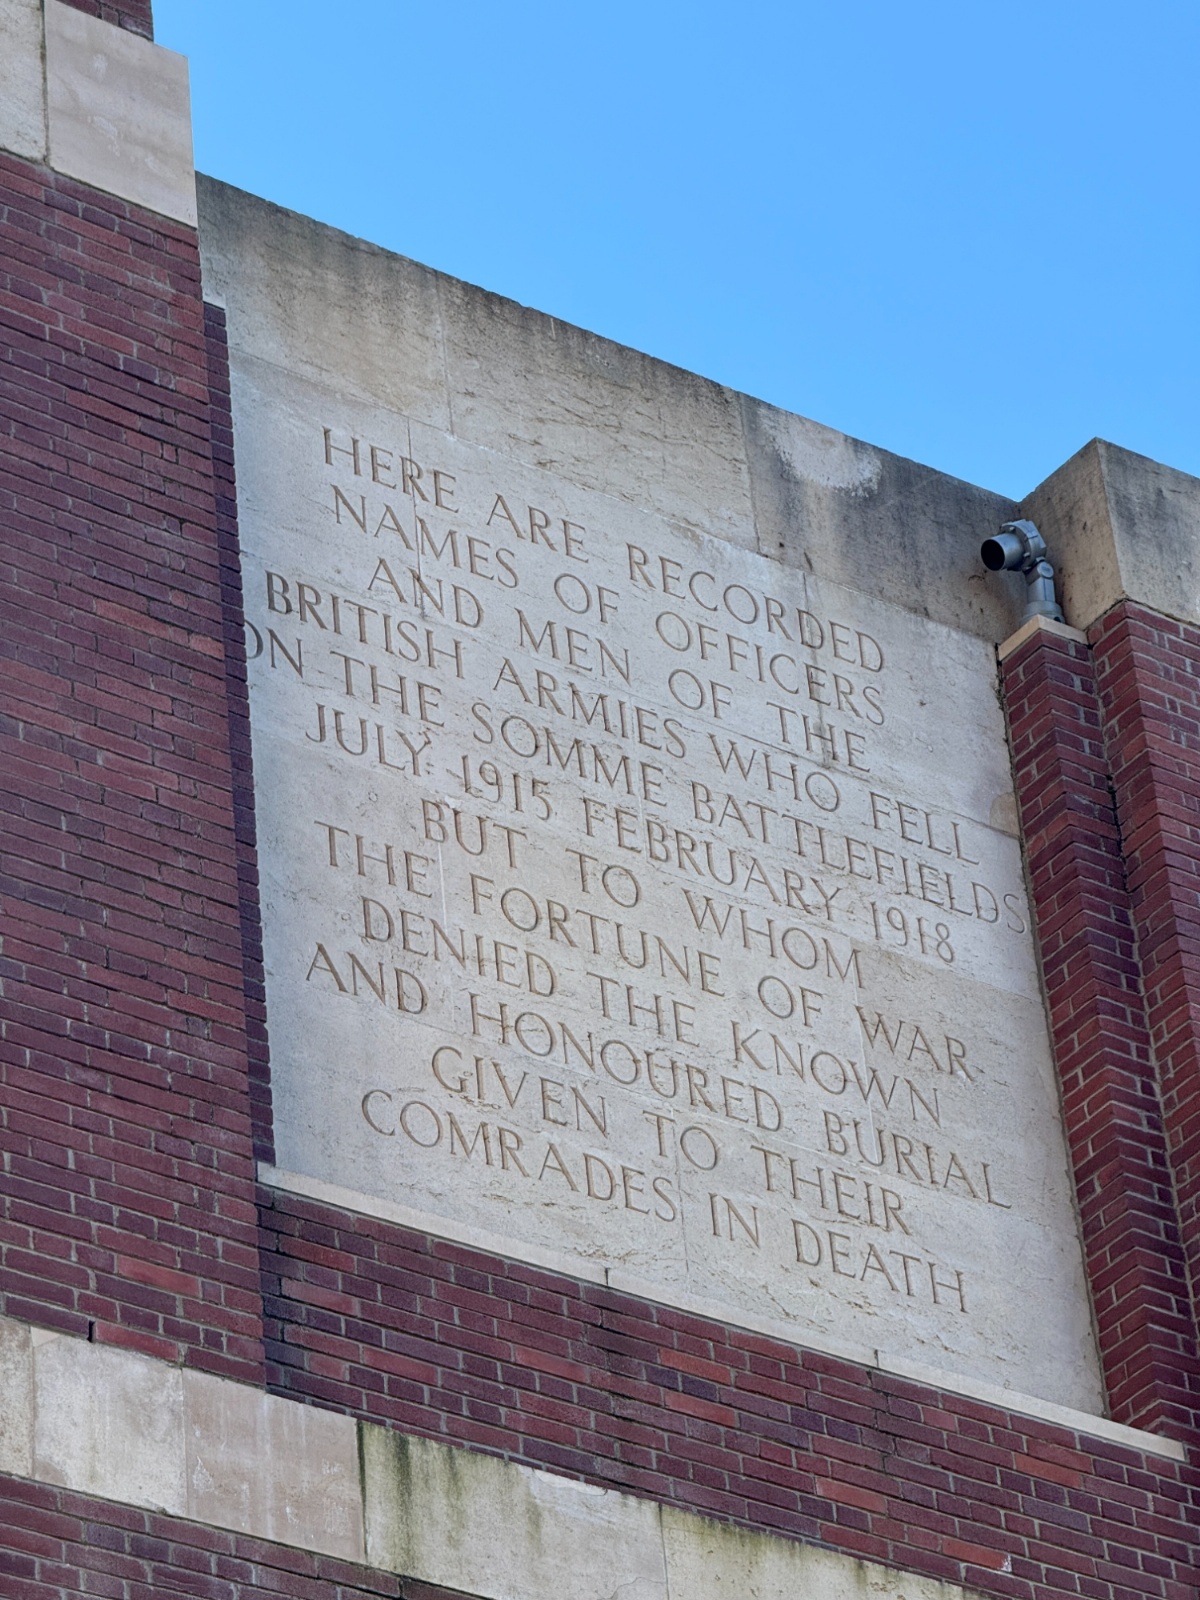 HERE ARE RECORDED
NAMES OF OFFICERS
AND MEN OF THE
BRITISH ARMIES WHO FELL
ON THE SOMME BATTLEFIELDS
JULY 1915 FEBRUARY 1918
BUT TO WHOM
THE FORTUNE OF WAR
DENIED THE KNOWN
AND HONOURED BURIAL
GIVEN TO THEIR
COMRADES IN DEATH